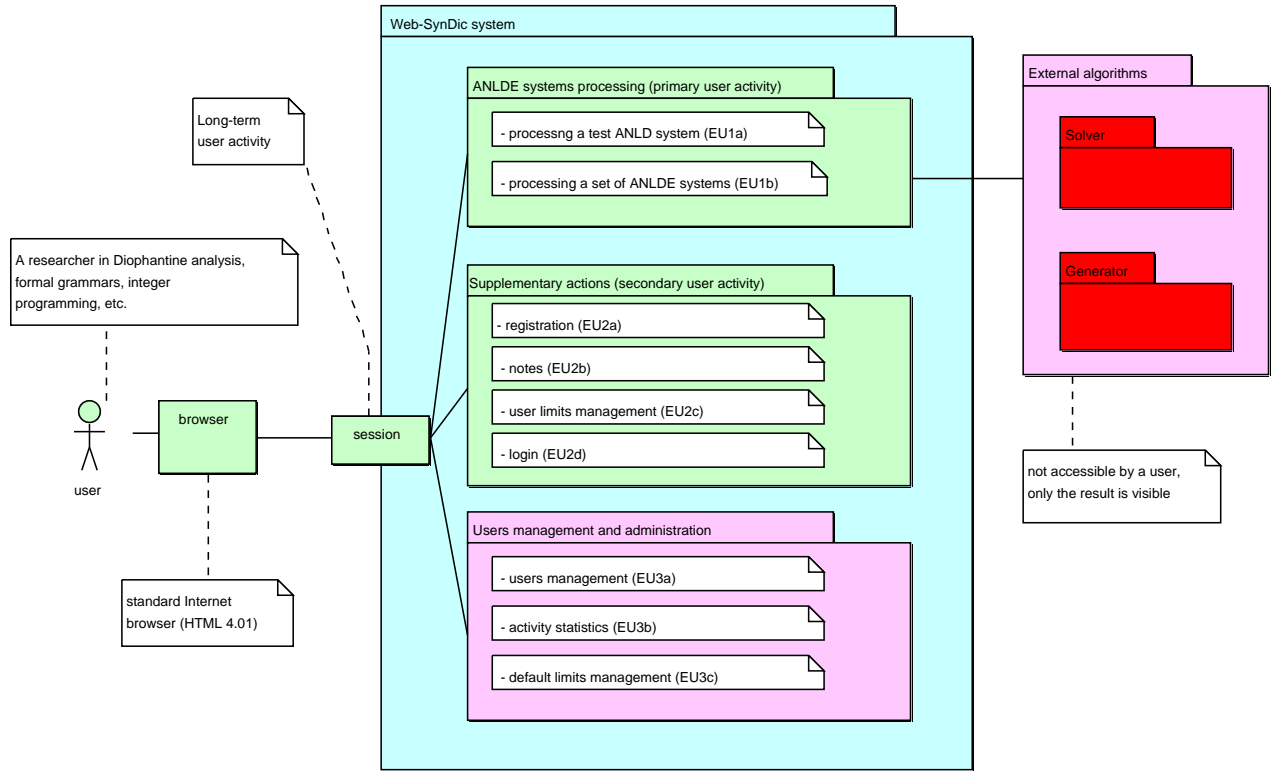 Web-SynDic system
ANLDE systems processing (primary user activity)
- processng a test ANLD system (EU1a)
- processing a set of ANLDE systems (EU1b)
External algorithms
Solver
Generator
Long-term
user activity
A researcher in Diophantine analysis,
formal grammars, integer
programming, etc.
Supplementary actions (secondary user activity)
- registration (EU2a)
- notes (EU2b)
- user limits management (EU2c)
- login (EU2d)
browser
session
user
not accessible by a user,
only the result is visible
Users management and administration
- users management (EU3a)
- activity statistics (EU3b)
- default limits management (EU3c)
standard Internet
browser (HTML 4.01)